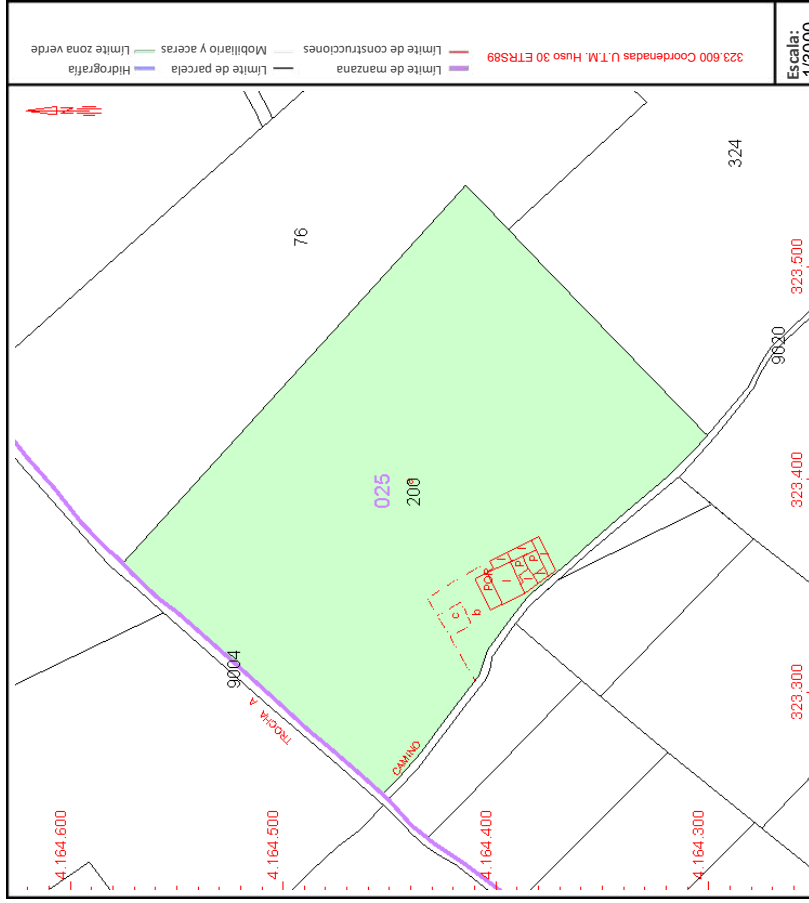 Límite de manzana
Límite de construcciones
Límite de parcela
Mobiliario y aceras
Hidrografía
Límite zona verde
323.600 Coordenadas U.T.M. Huso 30 ETRS89
Escala:
1/3000
76
324
025
200
9004
TROCHA A
CAMINO
POR
I
I
I
I
P
P
c
b
9020
4.164.600
4.164.500
4.164.400
4.164.300
323.300
323.400
323.500